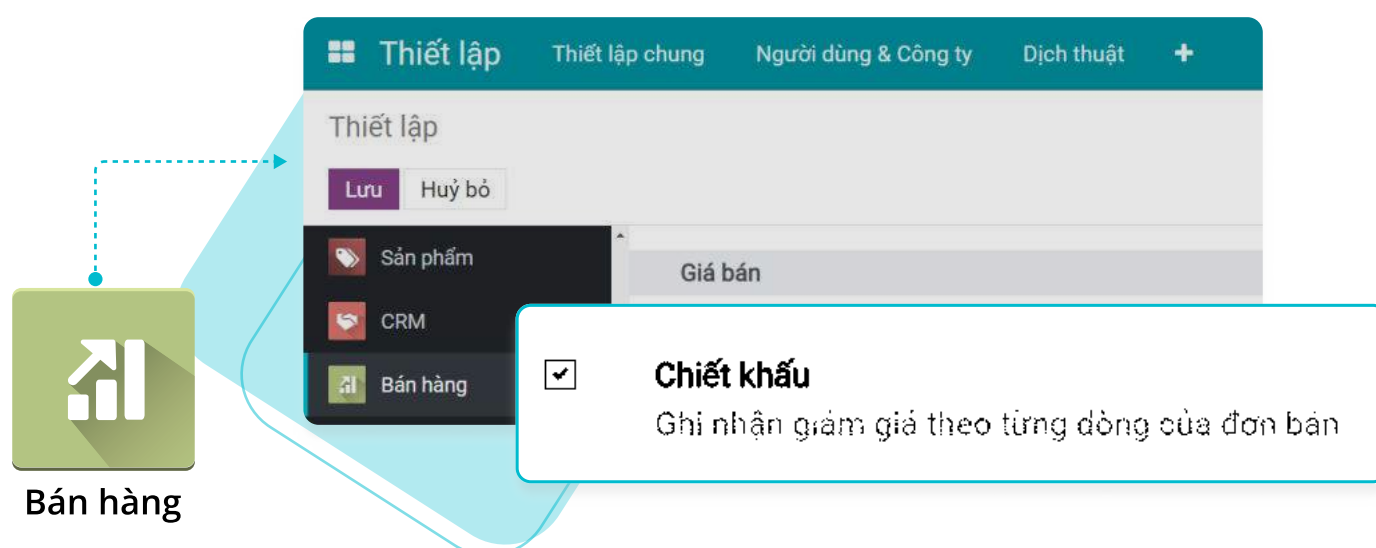 Thiết lập Thiết lập chung Người dùng & Công ty Dịch thuật +
Thiết lập
Lưu Huỷ bỏ
Sản phẩm
Giá bán
CRM
Bán hàng
Chiết khấu
Ghi nhận giảm giá theo từng dòng của đơn bán
Bán hàng